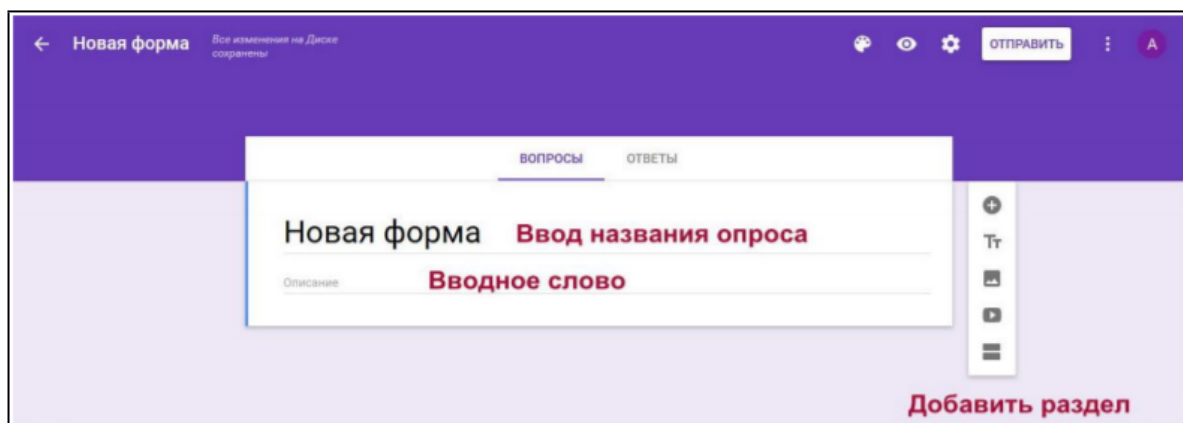 Новая форма
Все изменения на Диске
сохранены
ОТПРАВИТЬ
А
ВОПРОСЫ ОТВЕТЫ
Новая форма Ввод названия опроса
Описание Вводное слово
Тт
Добавить раздел